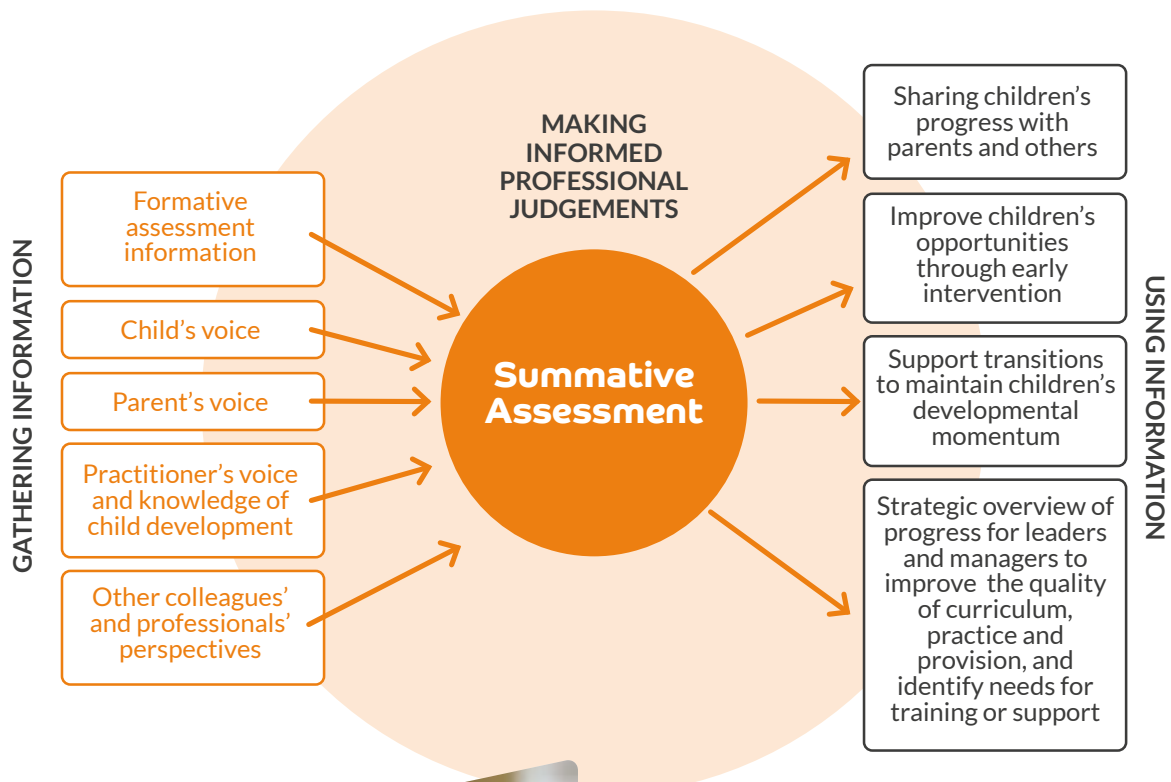 GATHERING INFORMATION
Formative
assessment
information
Child’s voice
Parent’s voice
Practitioner’s voice
and knowledge of
child development
Other colleagues’
and professionals’
perspectives
MAKING
INFORMED
PROFESSIONAL
JUDGEMENTS
Summative
Assessment
Sharing children’s
progress with
parents and others
Improve children’s
opportunities
through early
intervention
Support transitions
to maintain children’s
developmental
momentum
Strategic overview of
progress for leaders
and managers to
improve the quality
of curriculum,
practice and
provision, and
identify needs for
training or support
USING INFORMATION